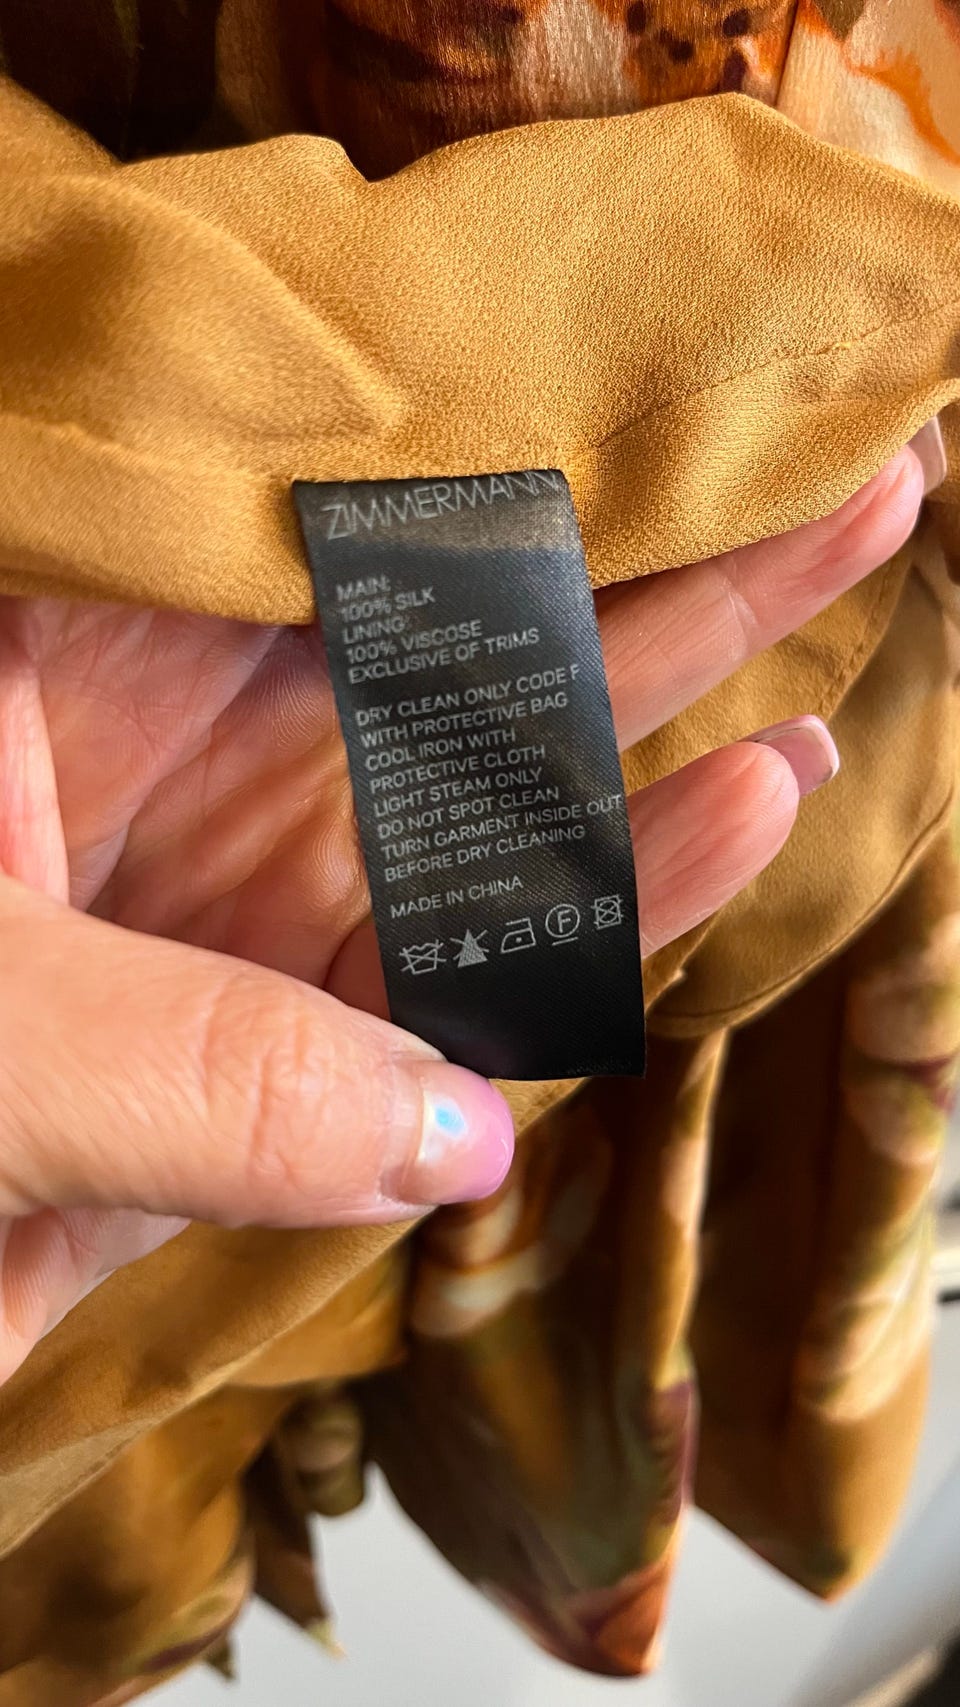 ZIMMERMANN
MAIN:
100% SILK
LINING:
100% VISCOSE
EXCLUSIVE OF TRIMS
DRY CLEAN ONLY CODE F
WITH PROTECTIVE BAG
COOL IRON WITH
PROTECTIVE CLOTH
LIGHT STEAM ONLY
DO NOT SPOT CLEAN
TURN GARMENT INSIDE OUT
BEFORE DRY CLEANING
MADE IN CHINA
F